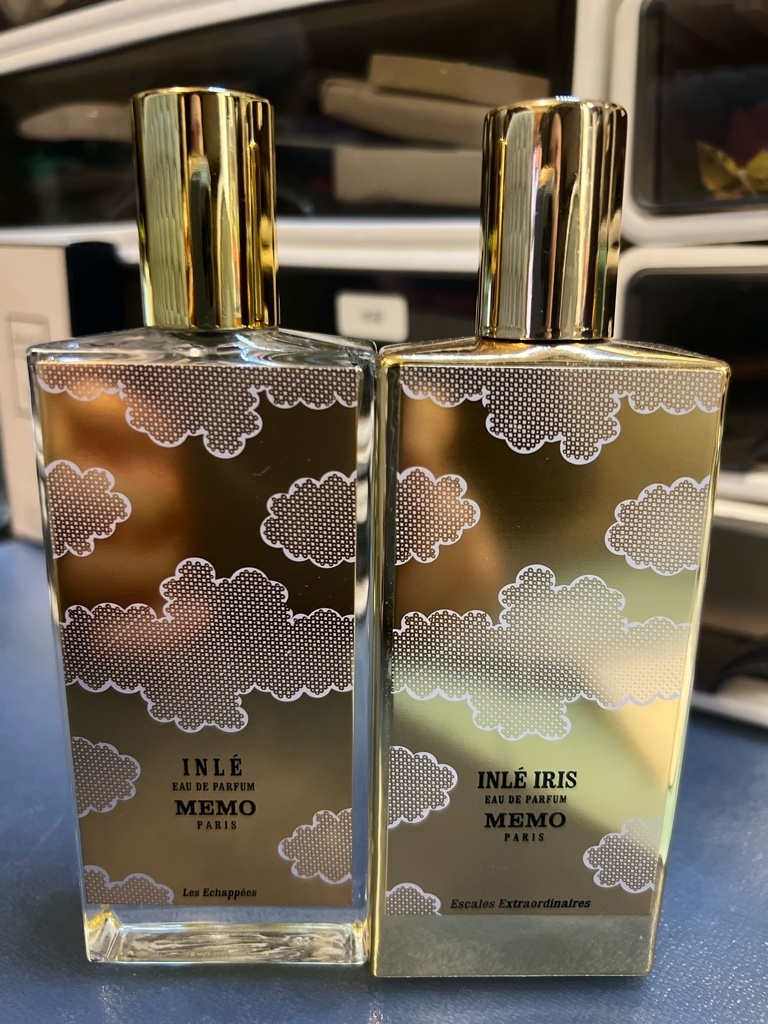 INLÉ
EAU DE PARFUM
MEMO
PARIS
Les Echappées
INLÉ IRIS
EAU DE PARFUM
MEMO
PARIS
Escales Extraordinaires